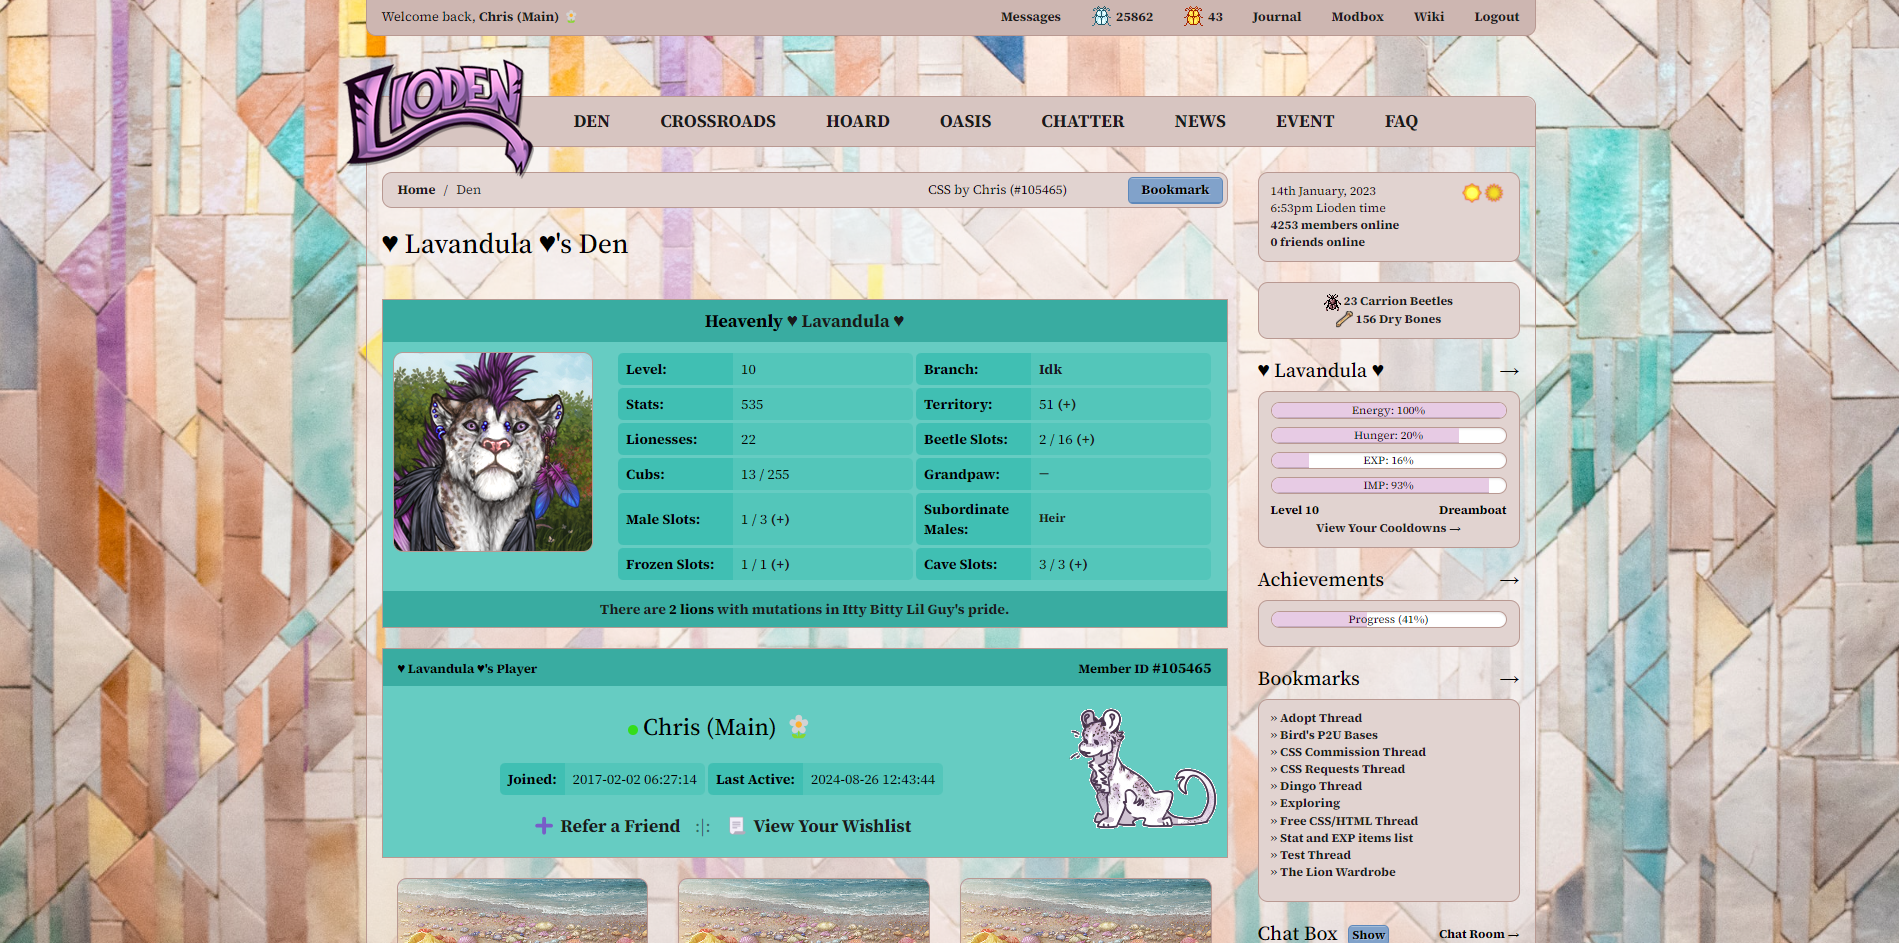 Welcome back, Chris (Main)
Messages 25862 43 Journal Modbox Wiki Logout
LIODEN
DEN CROSSROADS HOARD OASIS CHATTER NEWS EVENT FAQ
Home / Den CSS by Chris (#105465) Bookmark
♥ Lavandula ♥'s Den
Heavenly ♥ Lavandula ♥
Level: 10 Branch: Idk
Stats: 535 Territory: 51 (+)
Lionesses: 22 Beetle Slots: 2 / 16 (+)
Cubs: 13 / 255 Grandpaw: —
Male Slots: 1 / 3 (+) Subordinate Males: Heir
Frozen Slots: 1 / 1 (+) Cave Slots: 3 / 3 (+)
There are 2 lions with mutations in Itty Bitty Lil Guy's pride.
♥ Lavandula ♥'s Player Member ID #105465
Chris (Main)
Joined: 2017-02-02 06:27:14 Last Active: 2024-08-26 12:43:44
Refer a Friend :|: View Your Wishlist
14th January, 2023
6:53pm Lioden time
4253 members online
0 friends online
23 Carrion Beetles
156 Dry Bones
♥ Lavandula ♥ →
Energy: 100%
Hunger: 20%
EXP: 16%
IMP: 93%
Level 10 Dreamboat
View Your Cooldowns →
Achievements →
Progress (41%)
Bookmarks →
» Adopt Thread
» Bird's P2U Bases
» CSS Commission Thread
» CSS Requests Thread
» Dingo Thread
» Exploring
» Free CSS/HTML Thread
» Stat and EXP items list
» Test Thread
» The Lion Wardrobe
Chat Box Show Chat Room →